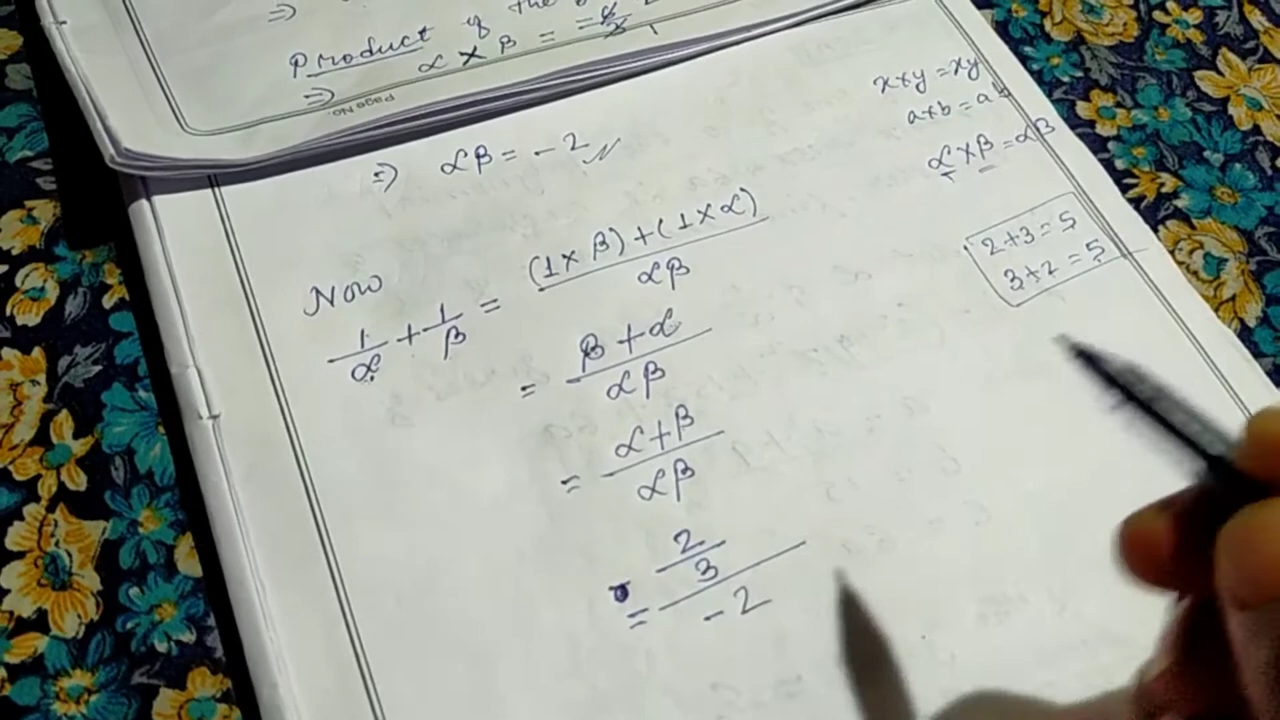 =>
Product of the
α × β =
=>
Page No.
=> αβ = -2
x×y = xy
a×b = ab
α × β = αβ
2+3 = 5
3+2 = 5
Now
1/α + 1/β = (1×β)+(1×α)/αβ
= β+α/αβ
= α+β/αβ
= 2/3/-2